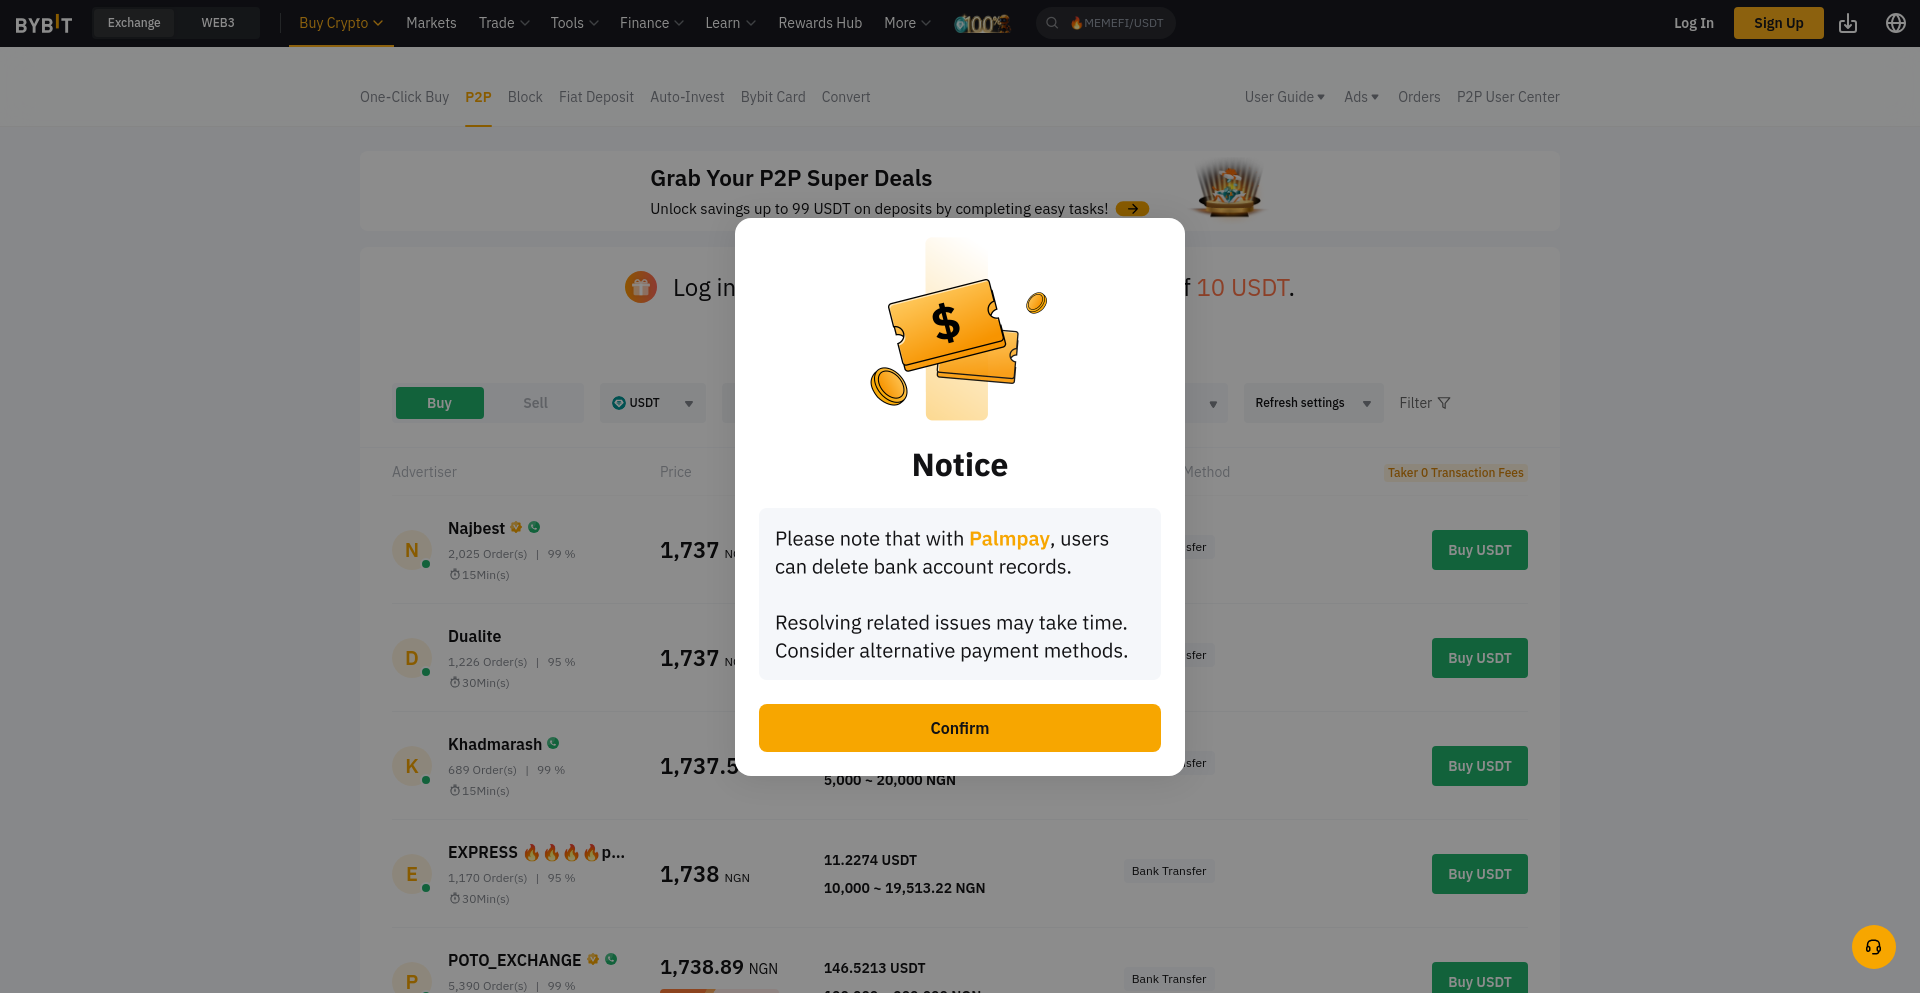 BYBIT Exchange WEB3 Buy Crypto Markets Trade Tools Finance Learn Rewards Hub More 100% 🔥MEMEFI/USDT Log In Sign Up
One-Click Buy P2P Block Fiat Deposit Auto-Invest Bybit Card Convert User Guide Ads Orders P2P User Center
Grab Your P2P Super Deals
Unlock savings up to 99 USDT on deposits by completing easy tasks!
Log in 10 USDT.
$
Buy Sell USDT Refresh settings Filter
Notice
Advertiser Price Method Taker 0 Transaction Fees
Please note that with Palmpay, users
can delete bank account records.
Resolving related issues may take time.
Consider alternative payment methods.
Confirm
N Najbest
2,025 Order(s) | 99 %
15Min(s)
1,737
Buy USDT
D Dualite
1,226 Order(s) | 95 %
30Min(s)
1,737
Buy USDT
K Khadmarash
689 Order(s) | 99 %
15Min(s)
1,737.5
5,000 ~ 20,000 NGN
Buy USDT
E EXPRESS 🔥🔥🔥🔥p...
1,170 Order(s) | 95 %
30Min(s)
1,738 NGN
11.2274 USDT
10,000 ~ 19,513.22 NGN
Bank Transfer
Buy USDT
P POTO_EXCHANGE
5,390 Order(s) | 99 %
1,738.89 NGN
146.5213 USDT
Bank Transfer
Buy USDT